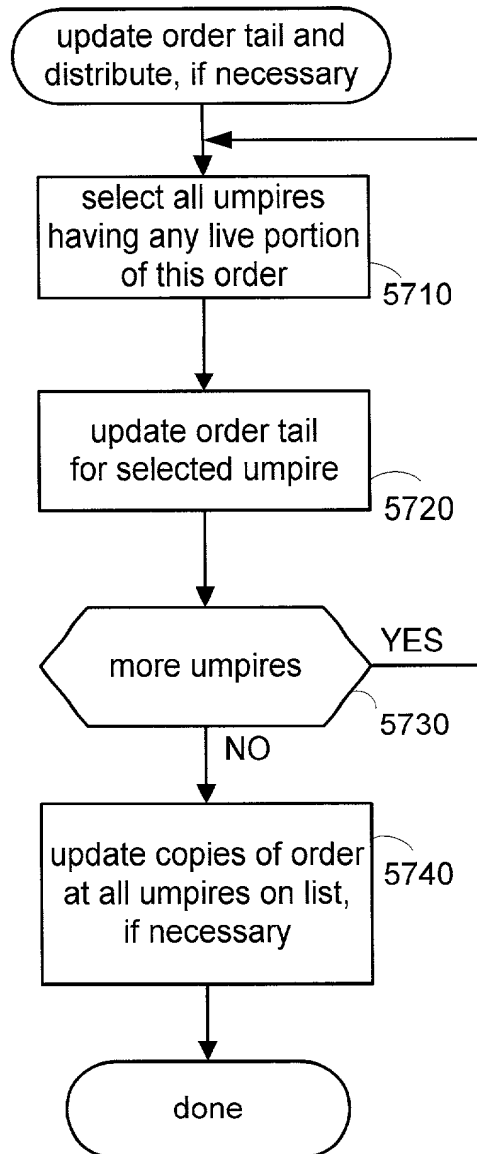 update order tail and
distribute, if necessary
select all umpires
having any live portion
of this order
5710
update order tail
for selected umpire
5720
more umpires
YES
5730
NO
update copies of order
at all umpires on list,
if necessary
5740
done